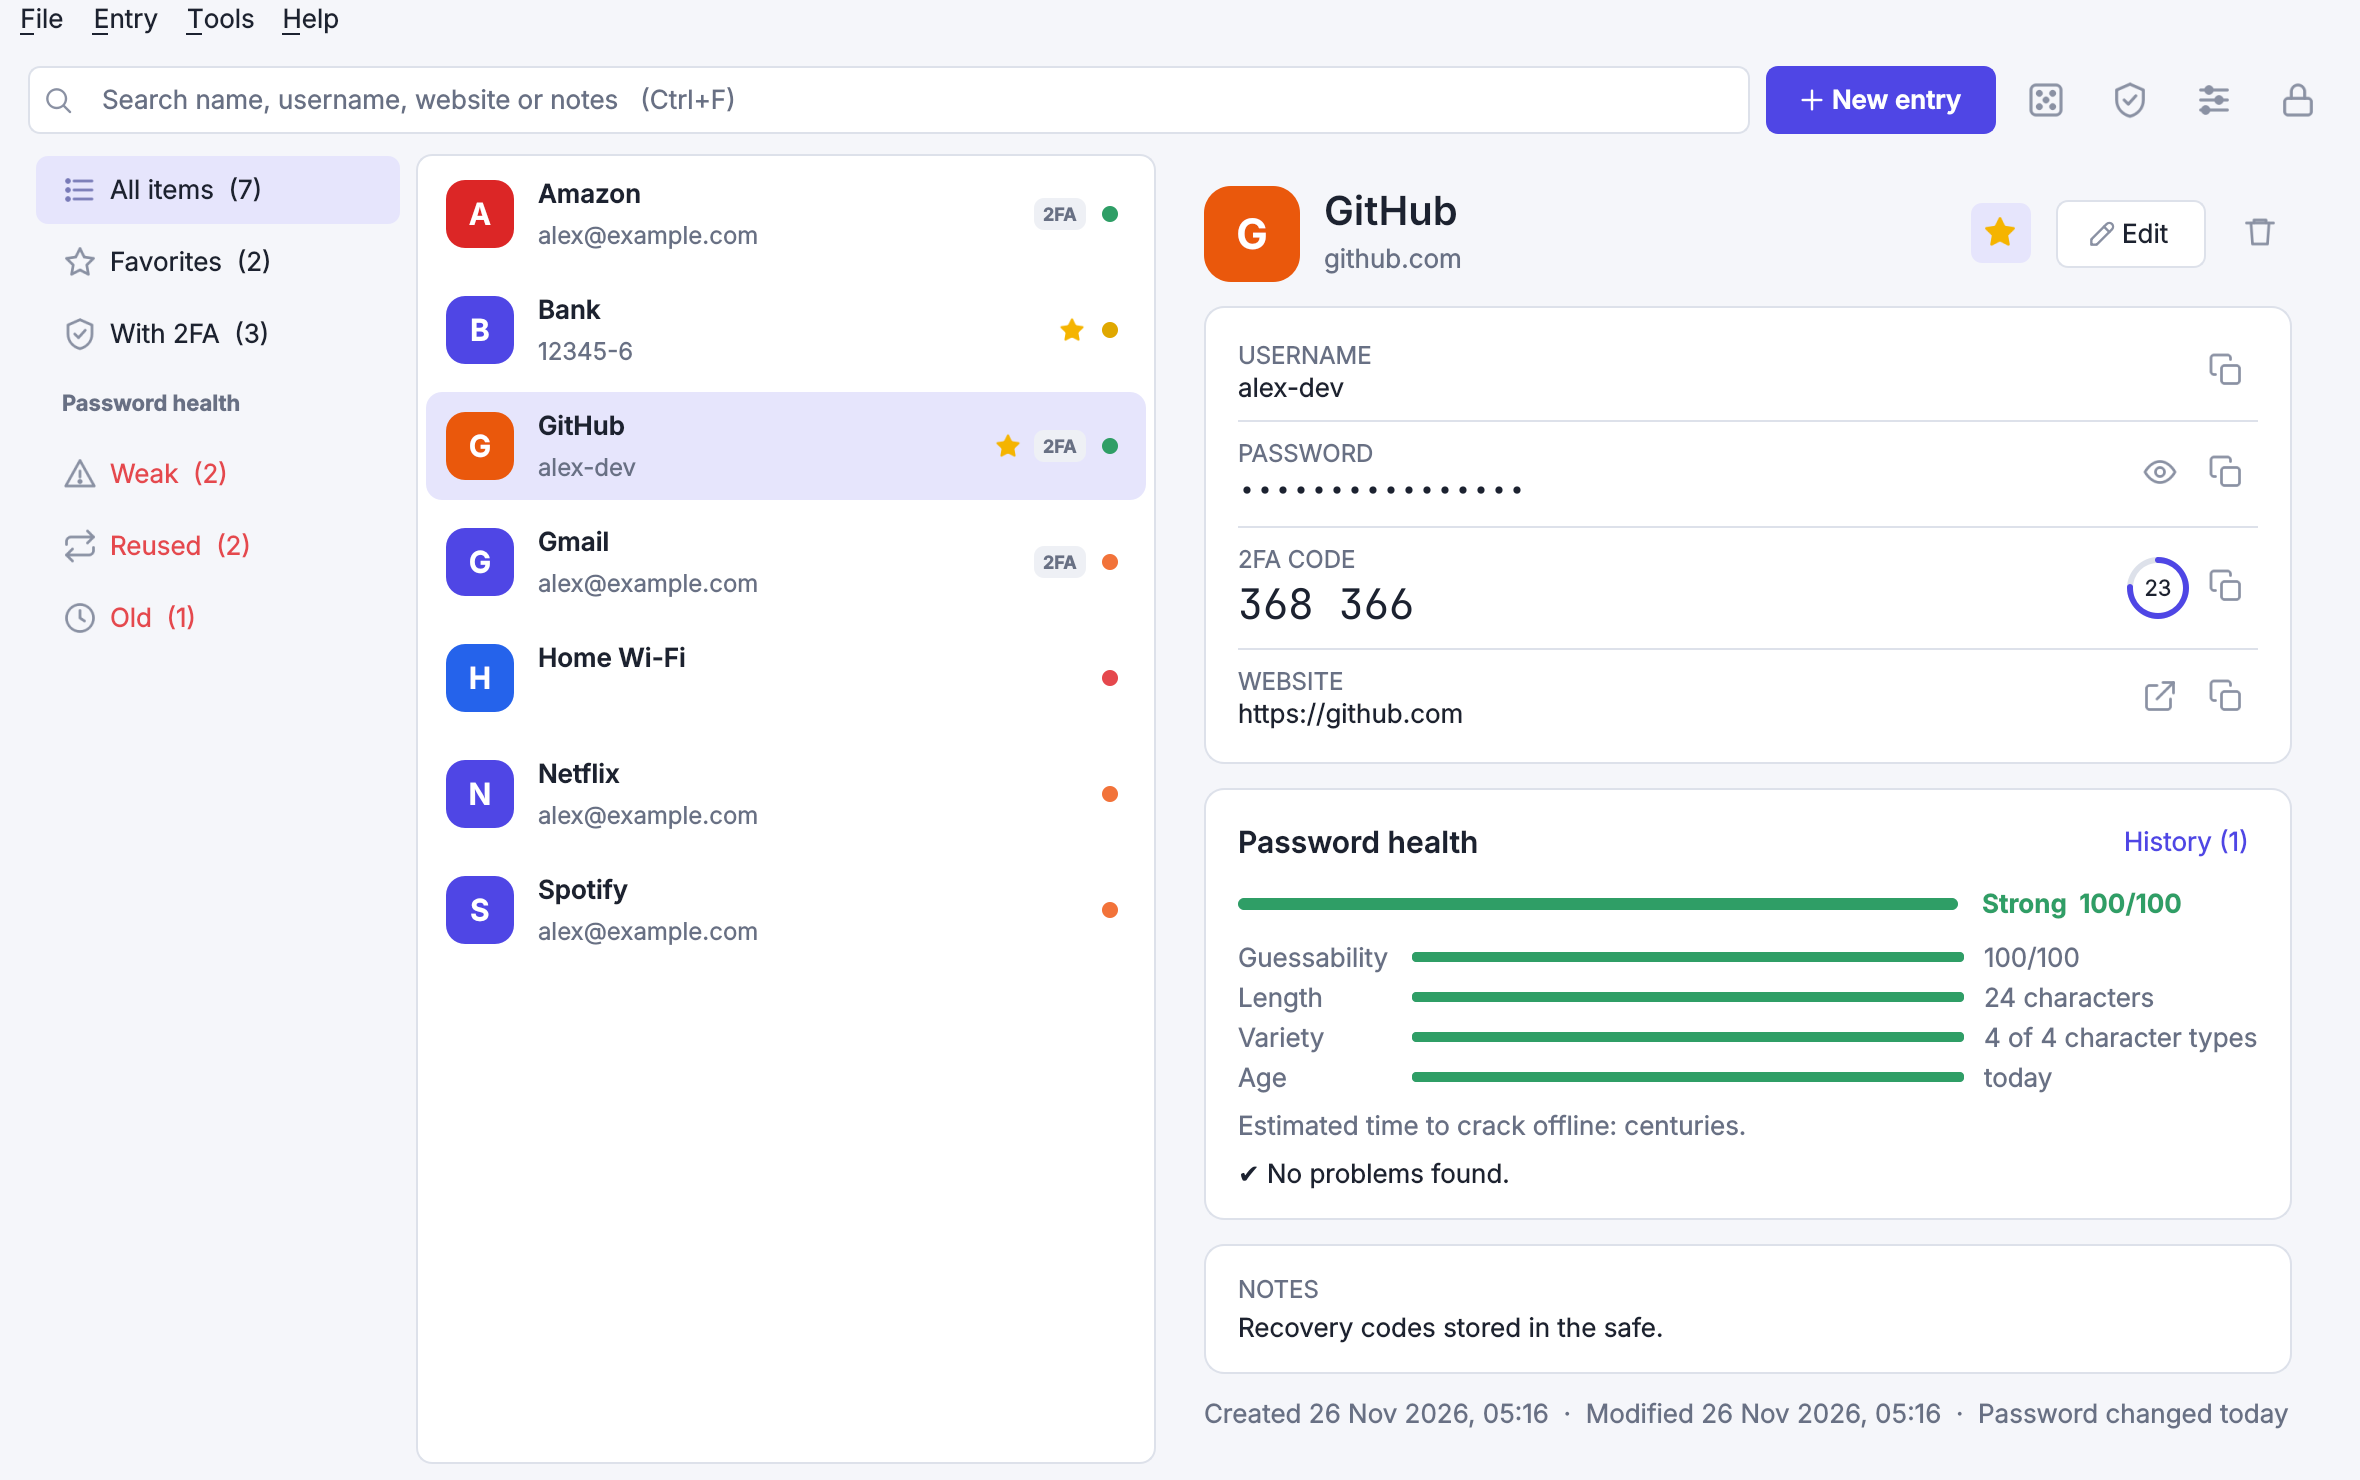 File Entry Tools Help
Search name, username, website or notes (Ctrl+F)
+ New entry
All items (7)
Favorites (2)
With 2FA (3)
Password health
Weak (2)
Reused (2)
Old (1)
A
Amazon
alex@example.com
2FA
B
Bank
12345-6
G
GitHub
alex-dev
2FA
G
Gmail
alex@example.com
2FA
H
Home Wi-Fi
N
Netflix
alex@example.com
S
Spotify
alex@example.com
G
GitHub
github.com
Edit
USERNAME
alex-dev
PASSWORD
••••••••••••••••
2FA CODE
368 366
23
WEBSITE
https://github.com
Password health
History (1)
Strong 100/100
Guessability 100/100
Length 24 characters
Variety 4 of 4 character types
Age today
Estimated time to crack offline: centuries.
✔ No problems found.
NOTES
Recovery codes stored in the safe.
Created 26 Nov 2026, 05:16 · Modified 26 Nov 2026, 05:16 · Password changed today